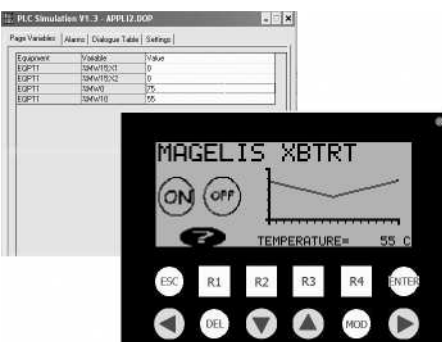 PLC Simulation V1.3 - APPLI2.DOP
Page Variables Alarms Dialogue Table Settings
Equipment Variable Value
EQPT1 %MW15:X1 0
EQPT1 %MW15:X2 0
EQPT1 %MW8 75
EQPT1 %MW10 55
MAGELIS XBTRT
ON OFF
?
TEMPERATURE= 55 C
ESC R1 R2 R3 R4 ENTER
DEL MOD